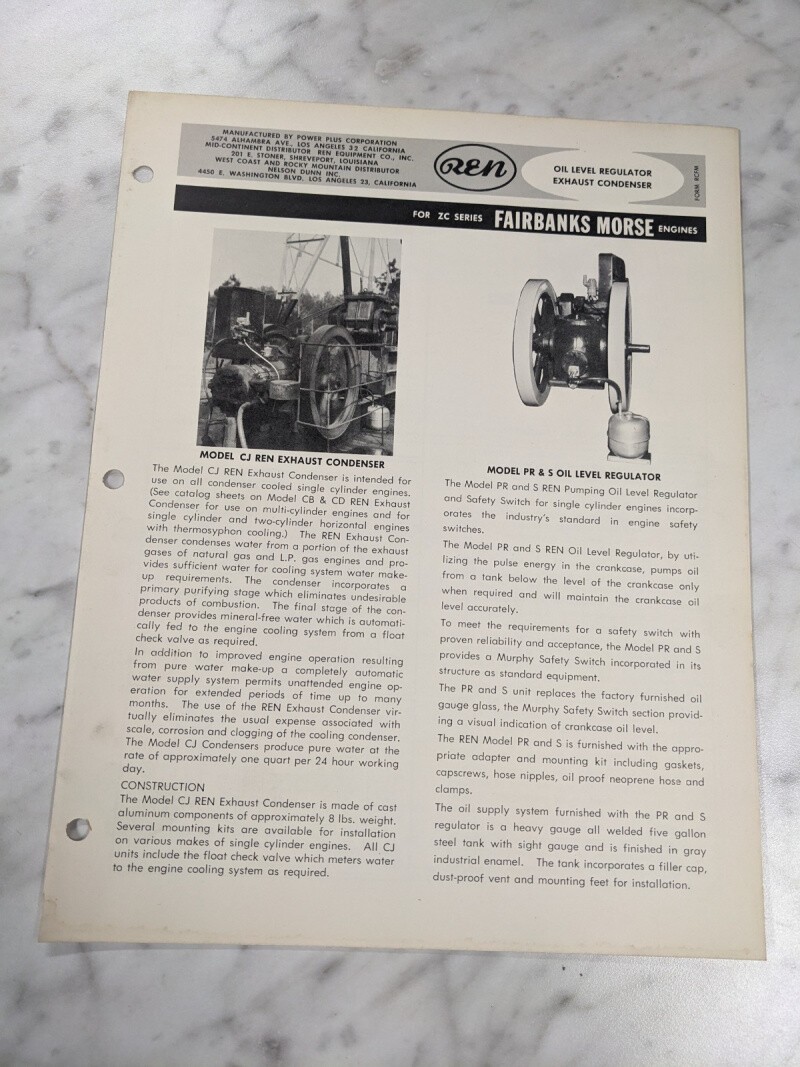 MANUFACTURED BY POWER PLUS CORPORATION
5474 ALHAMBRA AVE., LOS ANGELES 32 CALIFORNIA
MID-CONTINENT DISTRIBUTOR REN EQUIPMENT CO., INC.
201 E. STONER, SHREVEPORT, LOUISIANA
WEST COAST AND ROCKY MOUNTAIN DISTRIBUTOR
NELSON DUNN INC.
4450 E. WASHINGTON BLVD. LOS ANGELES 23, CALIFORNIA
REN
OIL LEVEL REGULATOR
EXHAUST CONDENSER
FORM RCFM
FOR ZC SERIES FAIRBANKS MORSE ENGINES
MODEL CJ REN EXHAUST CONDENSER
The Model CJ REN Exhaust Condenser is intended for
use on all condenser cooled single cylinder engines.
(See catalog sheets on Model CB & CD REN Exhaust
Condenser for use on multi-cylinder engines and for
single cylinder and two-cylinder horizontal engines
with thermosyphon cooling.) The REN Exhaust Con-
denser condenses water from a portion of the exhaust
gases of natural gas and L.P. gas engines and pro-
vides sufficient water for cooling system water make-
up requirements. The condenser incorporates a
primary purifying stage which eliminates undesirable
products of combustion. The final stage of the con-
denser provides mineral-free water which is automati-
cally fed to the engine cooling system from a float
check valve as required.
In addition to improved engine operation resulting
from pure water make-up a completely automatic
water supply system permits unattended engine op-
eration for extended periods of time up to many
months. The use of the REN Exhaust Condenser vir-
tually eliminates the usual expense associated with
scale, corrosion and clogging of the cooling condenser.
The Model CJ Condensers produce pure water at the
rate of approximately one quart per 24 hour working
day.
CONSTRUCTION
The Model CJ REN Exhaust Condenser is made of cast
aluminum components of approximately 8 lbs. weight.
Several mounting kits are available for installation
on various makes of single cylinder engines. All CJ
units include the float check valve which meters water
to the engine cooling system as required.
MODEL PR & S OIL LEVEL REGULATOR
The Model PR and S REN Pumping Oil Level Regulator
and Safety Switch for single cylinder engines incorp-
orates the industry's standard in engine safety
switches.
The Model PR and S REN Oil Level Regulator, by uti-
lizing the pulse energy in the crankcase, pumps oil
from a tank below the level of the crankcase only
when required and will maintain the crankcase oil
level accurately.
To meet the requirements for a safety switch with
proven reliability and acceptance, the Model PR and S
provides a Murphy Safety Switch incorporated in its
structure as standard equipment.
The PR and S unit replaces the factory furnished oil
gauge glass, the Murphy Safety Switch section provid-
ing a visual indication of crankcase oil level.
The REN Model PR and S is furnished with the appro-
priate adapter and mounting kit including gaskets,
capscrews, hose nipples, oil proof neoprene hose and
clamps.
The oil supply system furnished with the PR and S
regulator is a heavy gauge all welded five gallon
steel tank with sight gauge and is finished in gray
industrial enamel. The tank incorporates a filler cap,
dust-proof vent and mounting feet for installation.